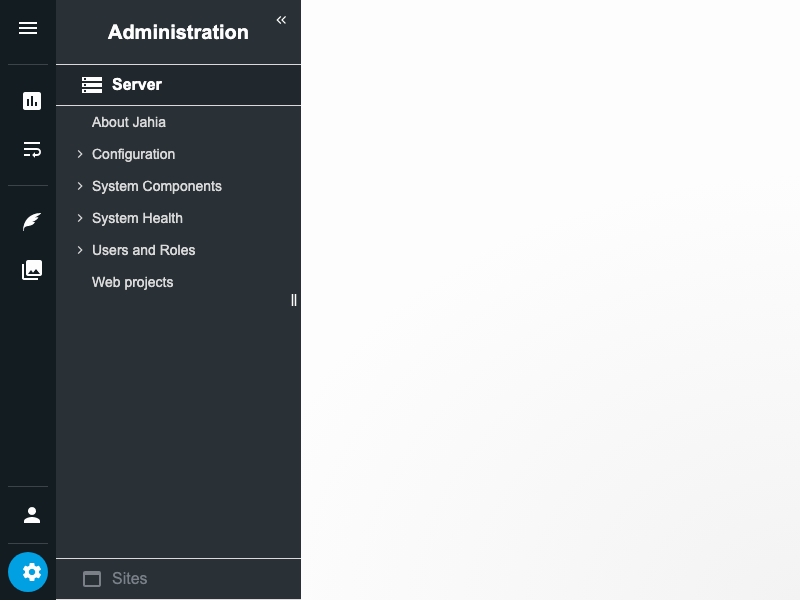 Administration
Server
About Jahia
Configuration
System Components
System Health
Users and Roles
Web projects
Sites